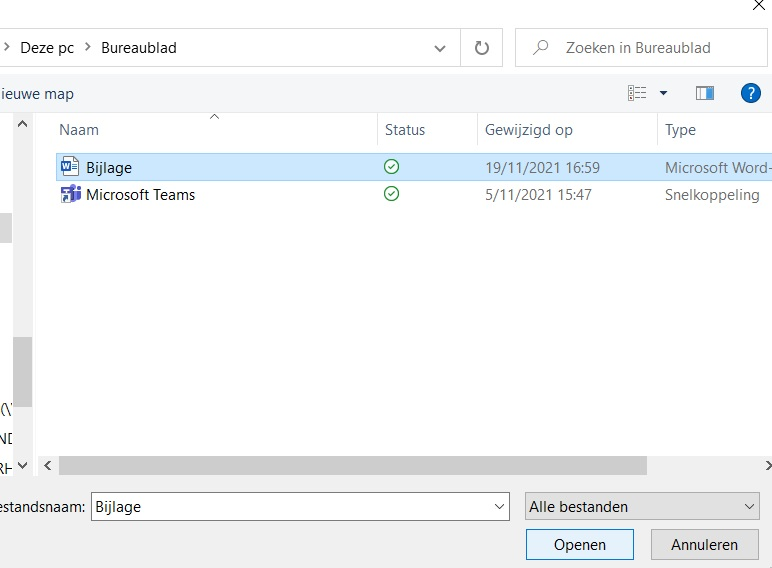 Deze pc Bureaublad Zoeken in Bureaublad
ieuwe map ?
Naam Status Gewijzigd op Type
Bijlage 19/11/2021 16:59 Microsoft Word-
Microsoft Teams 5/11/2021 15:47 Snelkoppeling
(\
ND
RH
estandsnaam: Bijlage Alle bestanden
Openen Annuleren